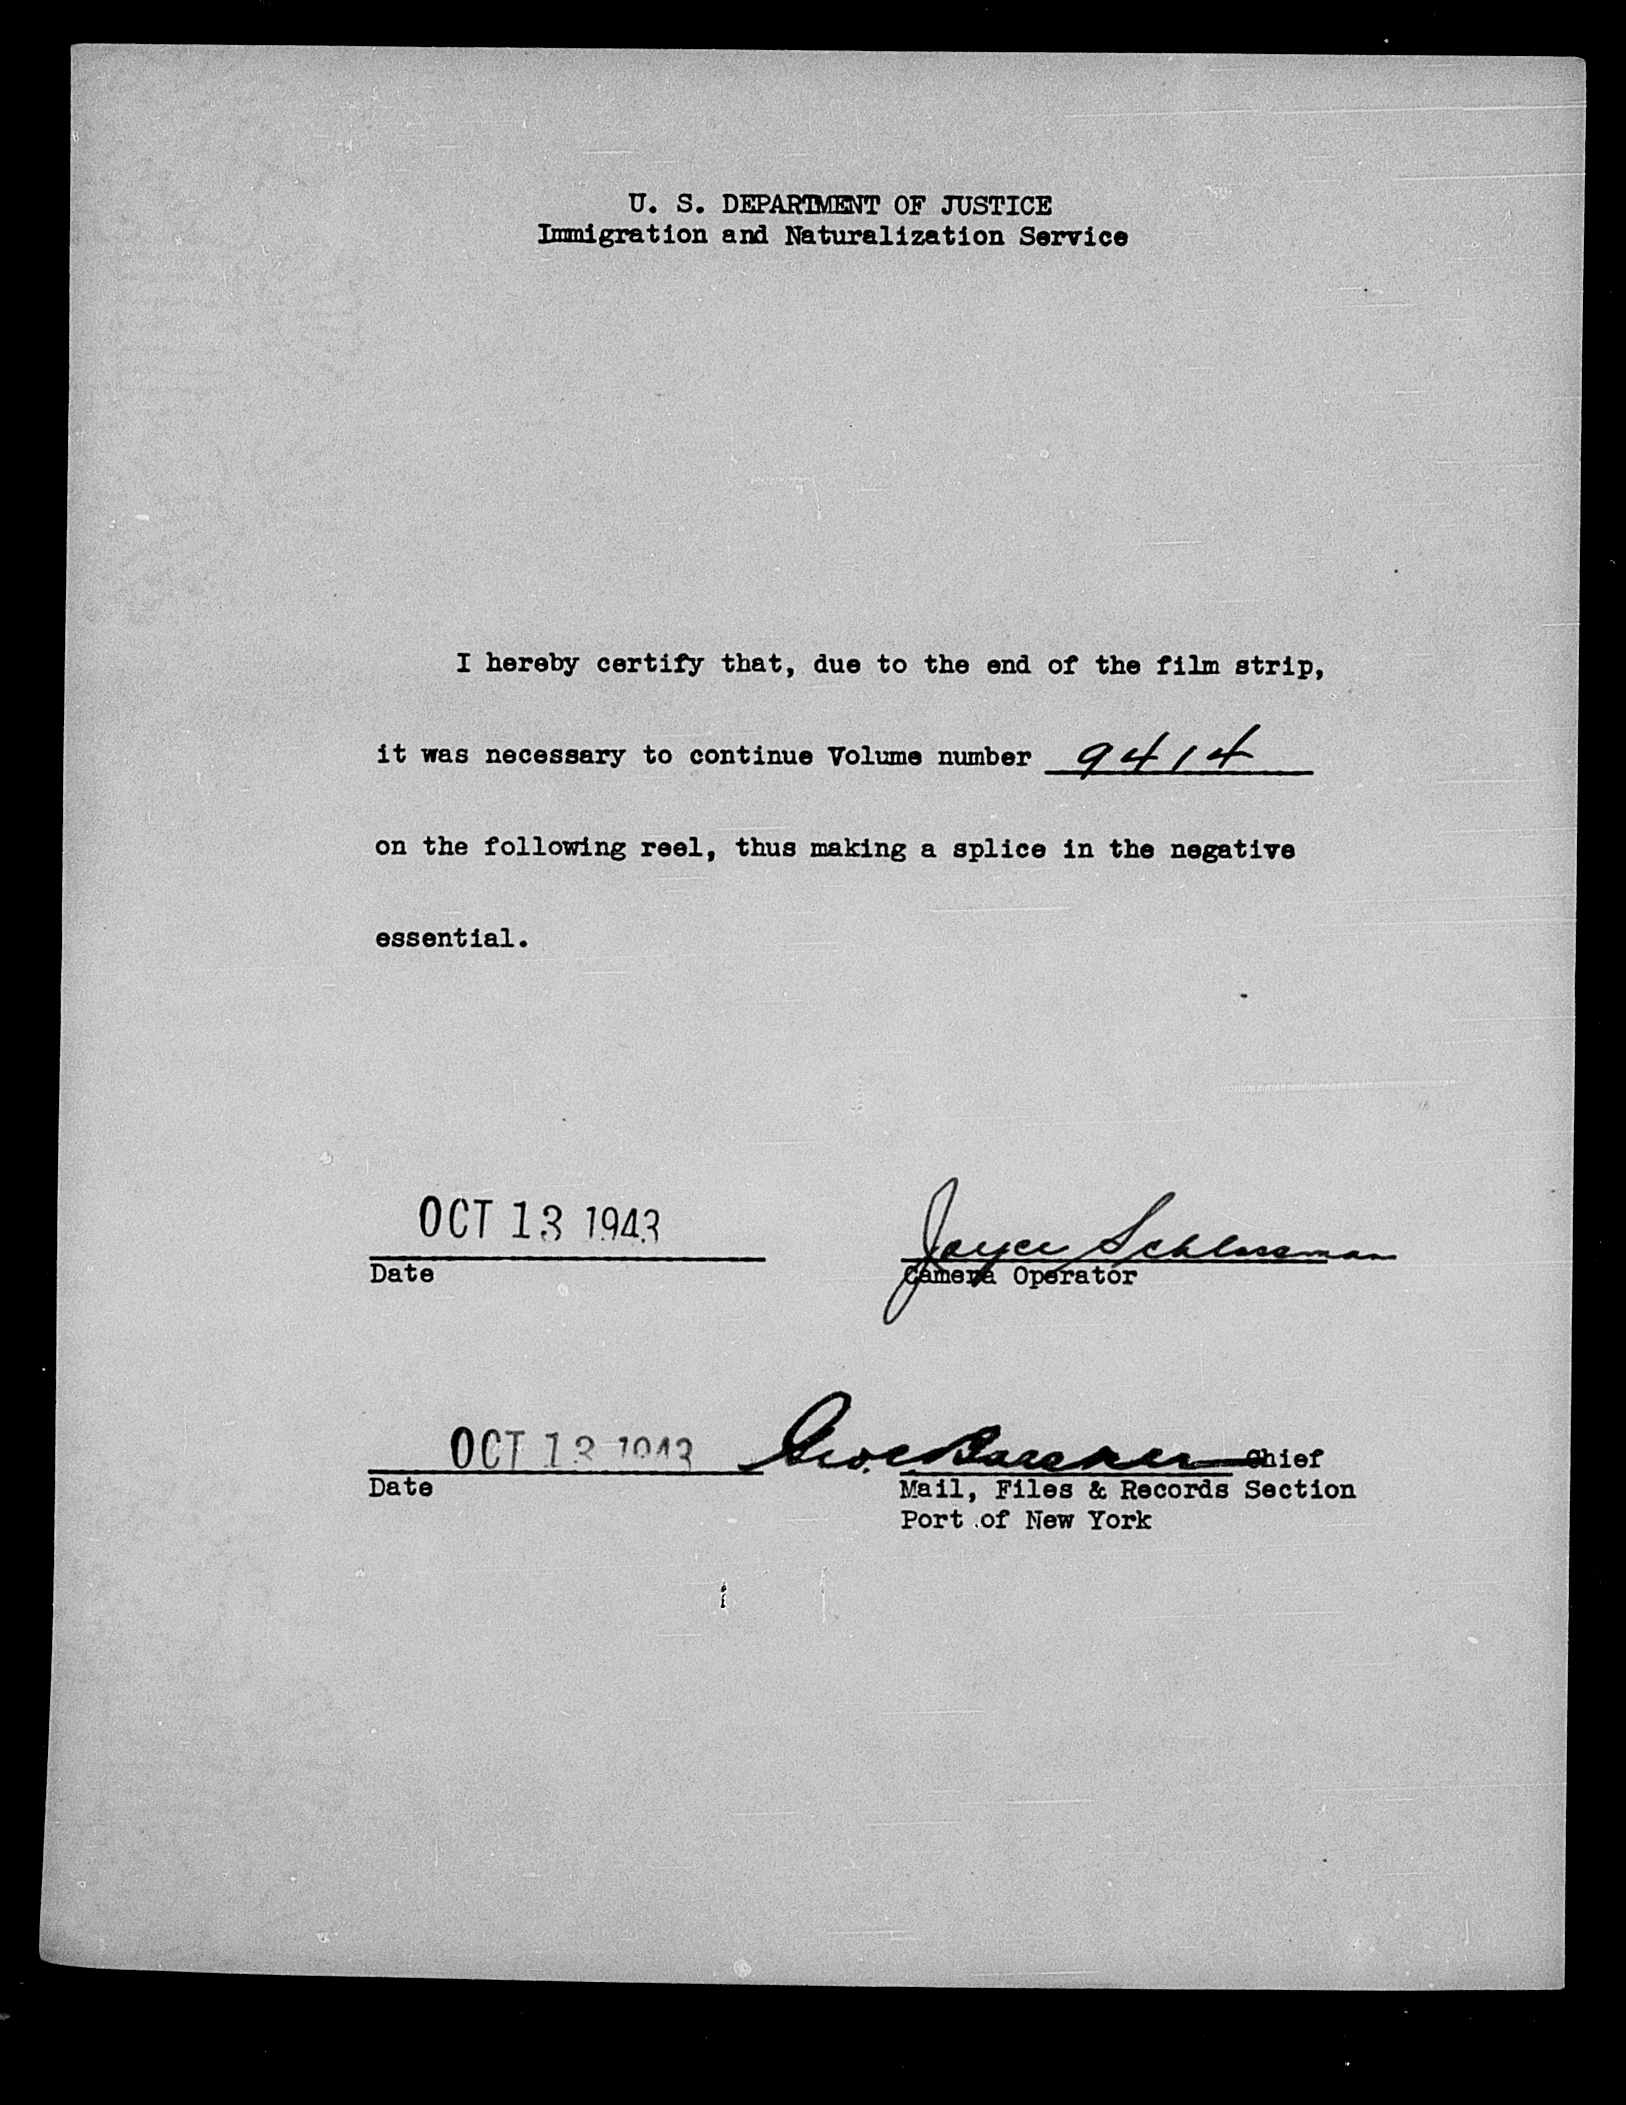 U. S. DEPARTMENT OF JUSTICE
Immigration and Naturalization Service
I hereby certify that, due to the end of the film strip,
it was necessary to continue Volume number 9414
on the following reel, thus making a splice in the negative
essential.
OCT 13 1943
Joyce Schlossman
Date
Camera Operator
OCT 13 1943
Chief
Date
Mail, Files & Records Section
Port of New York